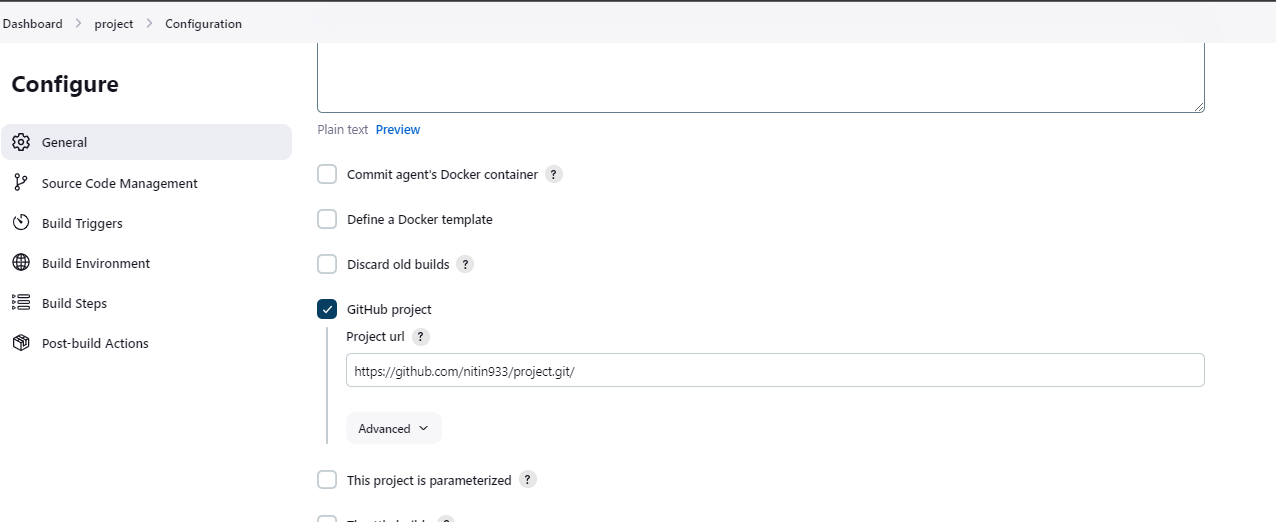 Dashboard > project > Configuration
Configure
General
Source Code Management
Build Triggers
Build Environment
Build Steps
Post-build Actions
Plain text Preview
Commit agent's Docker container ?
Define a Docker template
Discard old builds ?
GitHub project
Project url ?
https://github.com/nitin933/project.git/
Advanced
This project is parameterized ?